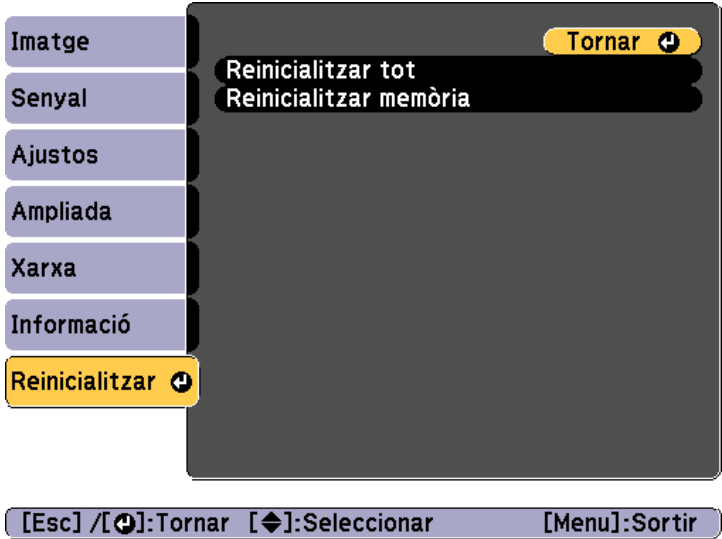 Imatge
Senyal
Ajustos
Ampliada
Xarxa
Informació
Reinicialitzar
Tornar
Reinicialitzar tot
Reinicialitzar memòria
[Esc] /[⏎]:Tornar [◆]:Seleccionar [Menu]:Sortir